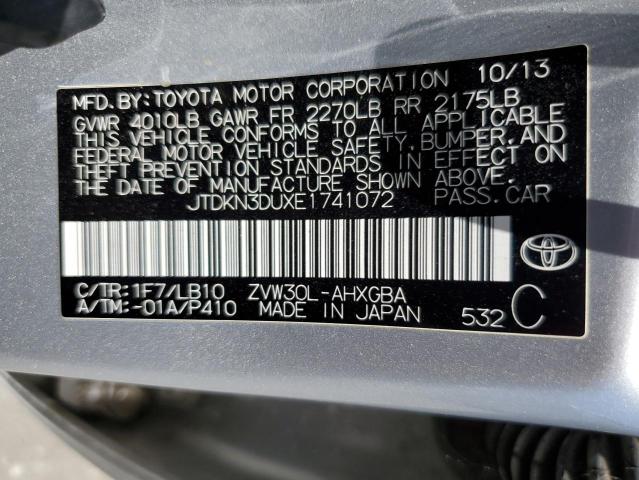 MFD. BY: TOYOTA MOTOR CORPORATION 10/13
GVWR 4010LB GAWR FR 2270LB RR 2175LB
THIS VEHICLE CONFORMS TO ALL APPLICABLE
FEDERAL MOTOR VEHICLE SAFETY, BUMPER, AND
THEFT PREVENTION STANDARDS IN EFFECT ON
THE DATE OF MANUFACTURE SHOWN ABOVE.
JTDKN3DUXE1741072 PASS.CAR
C/TR: 1F7/LB10 ZVW30L-AHXGBA
A/TM: -01A/P410 MADE IN JAPAN 532 C
TOYOTA